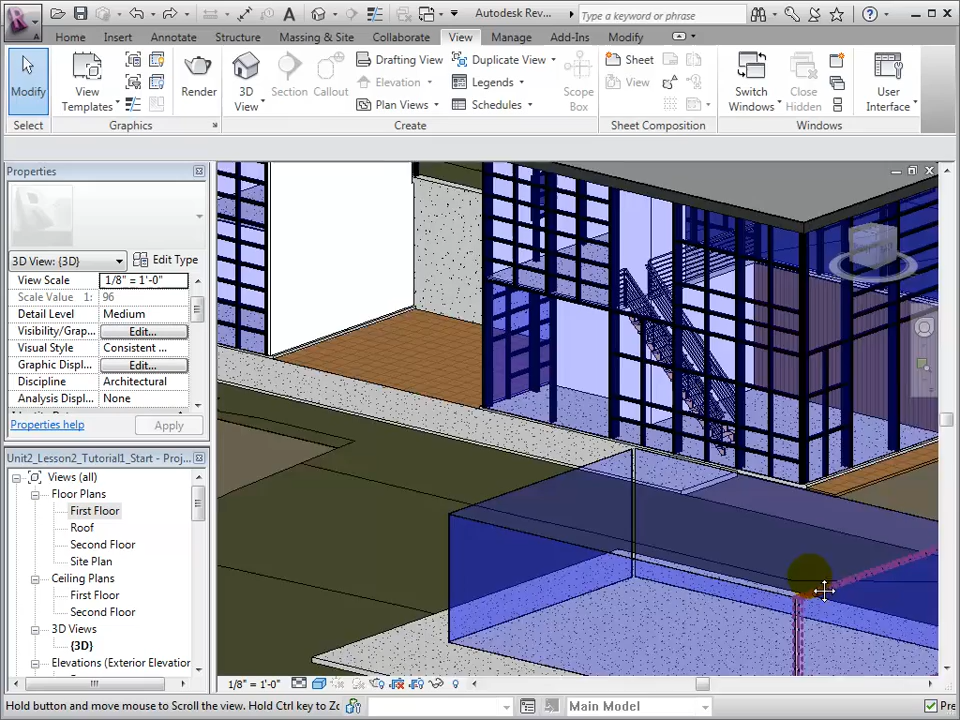 Autodesk Rev...
Type a keyword or phrase
Home Insert Annotate Structure Massing & Site Collaborate View Manage Add-Ins Modify
Modify
View Templates
Render
3D View
Section
Callout
Drafting View
Elevation
Plan Views
Duplicate View
Legends
Schedules
Scope Box
Sheet
View
Switch Windows
Close Hidden
User Interface
Select Graphics Create Sheet Composition Windows
Properties
3D View: {3D} Edit Type
View Scale 1/8" = 1'-0"
Scale Value 1: 96
Detail Level Medium
Visibility/Grap... Edit...
Visual Style Consistent ...
Graphic Displ... Edit...
Discipline Architectural
Analysis Displ... None
Properties help Apply
Unit2_Lesson2_Tutorial1_Start - Proj...
Views (all)
Floor Plans
First Floor
Roof
Second Floor
Site Plan
Ceiling Plans
First Floor
Second Floor
3D Views
{3D}
Elevations (Exterior Elevation
1/8" = 1'-0"
Hold button and move mouse to Scroll the view. Hold Ctrl key to Zo
Main Model
Pre